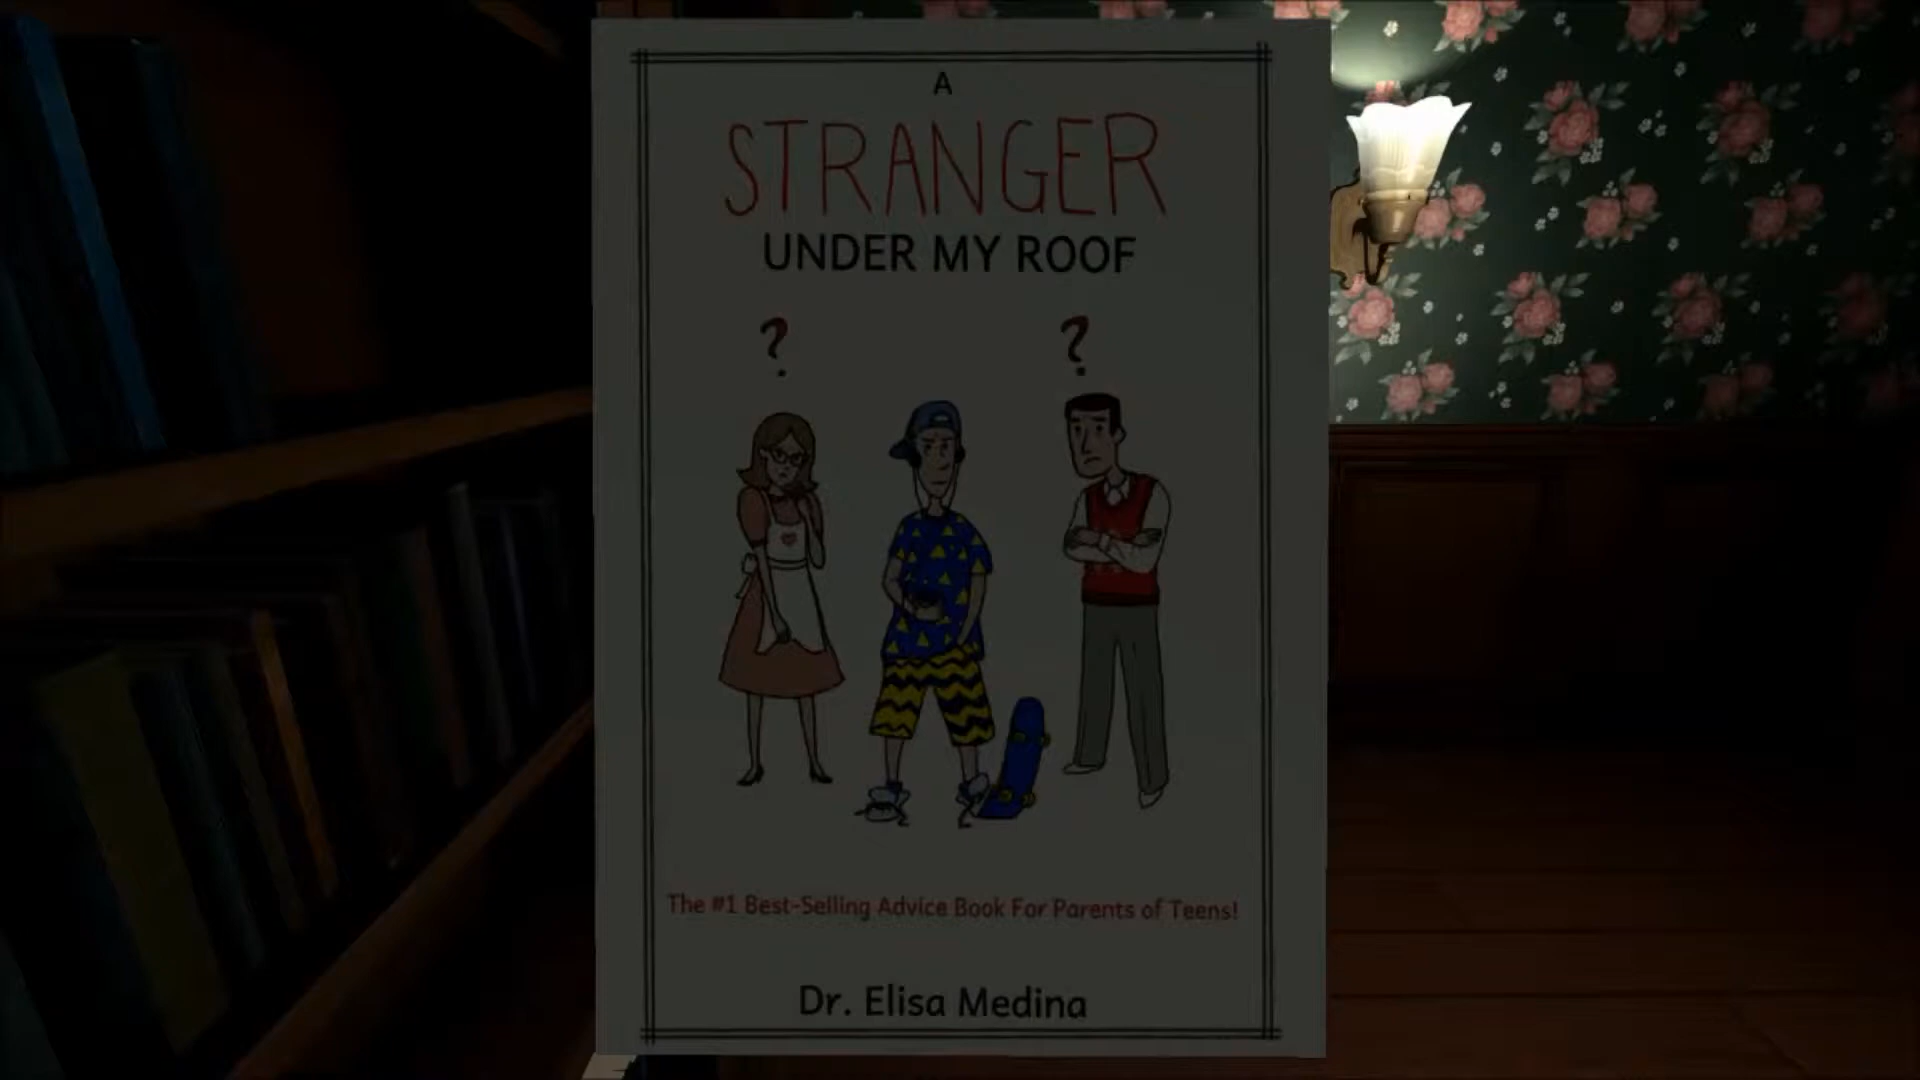 A
STRANGER
UNDER MY ROOF
? ?
The #1 Best-Selling Advice Book For Parents of Teens!
Dr. Elisa Medina